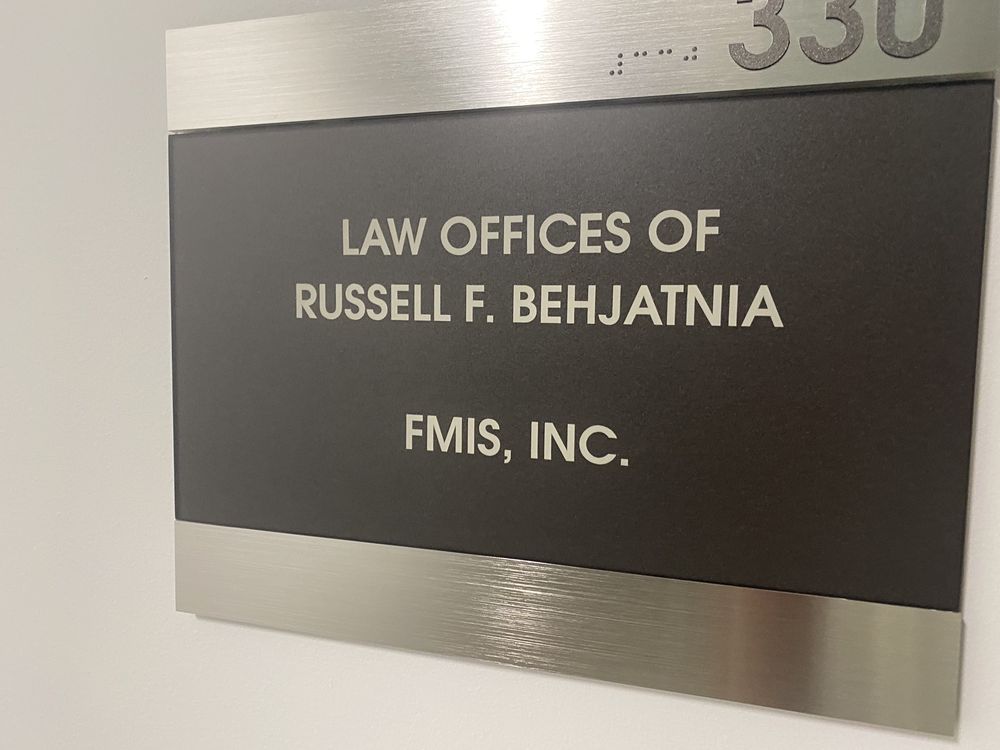 330
LAW OFFICES OF
RUSSELL F. BEHJATNIA
FMIS, INC.